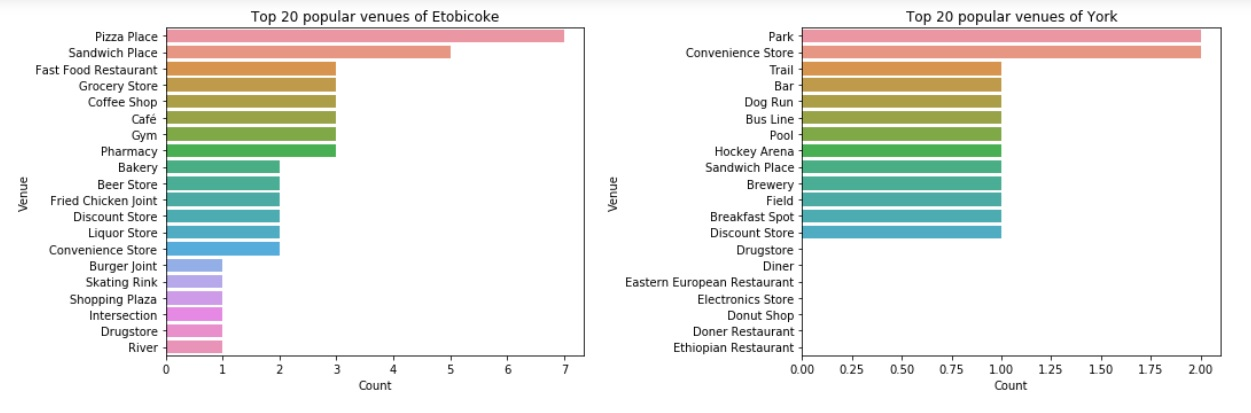 Top 20 popular venues of Etobicoke
Pizza Place
Sandwich Place
Fast Food Restaurant
Grocery Store
Coffee Shop
Café
Gym
Pharmacy
Bakery
Beer Store
Fried Chicken Joint
Discount Store
Liquor Store
Convenience Store
Burger Joint
Skating Rink
Shopping Plaza
Intersection
Drugstore
River
Venue
0 1 2 3 4 5 6 7
Count
Top 20 popular venues of York
Park
Convenience Store
Trail
Bar
Dog Run
Bus Line
Pool
Hockey Arena
Sandwich Place
Brewery
Field
Breakfast Spot
Discount Store
Drugstore
Diner
Eastern European Restaurant
Electronics Store
Donut Shop
Doner Restaurant
Ethiopian Restaurant
Venue
0.00 0.25 0.50 0.75 1.00 1.25 1.50 1.75 2.00
Count